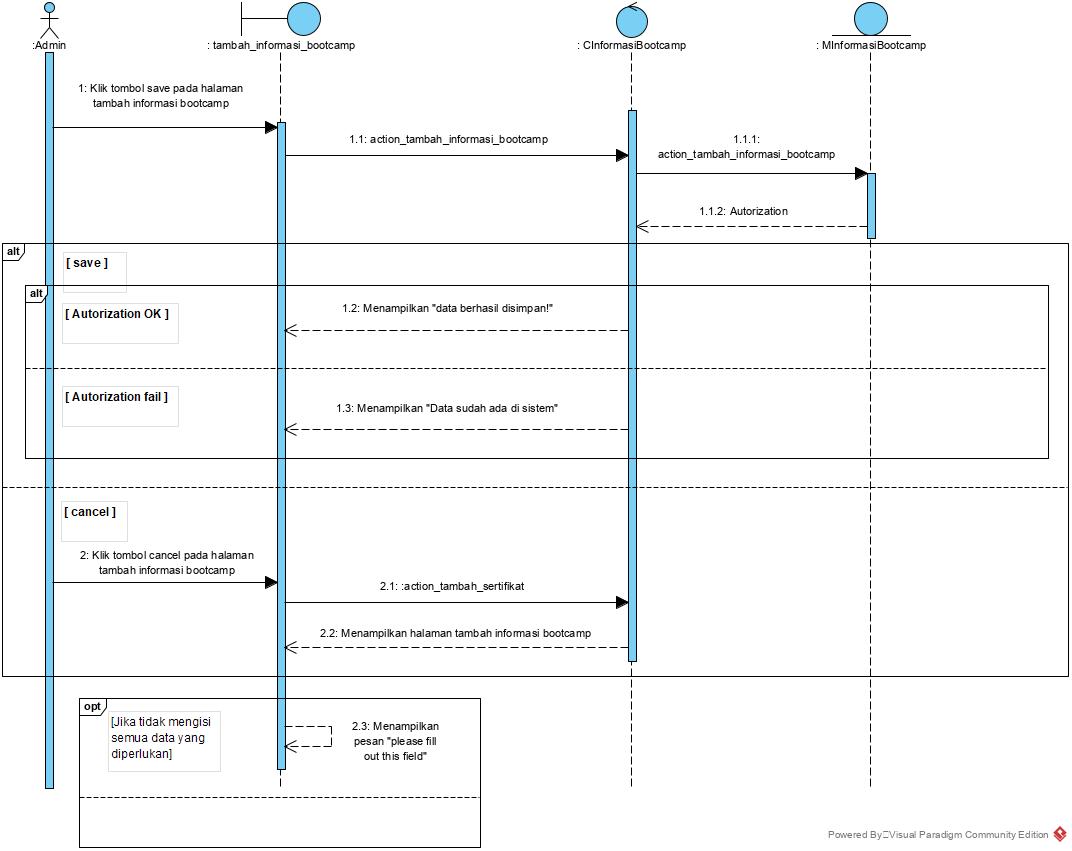 :Admin
: tambah_informasi_bootcamp
: CInformasiBootcamp
: MInformasiBootcamp
1: Klik tombol save pada halaman
tambah informasi bootcamp
1.1: action_tambah_informasi_bootcamp
1.1.1:
action_tambah_informasi_bootcamp
1.1.2: Autorization
alt
[ save ]
alt
[ Autorization OK ]
1.2: Menampilkan "data berhasil disimpan!"
[ Autorization fail ]
1.3: Menampilkan "Data sudah ada di sistem"
[ cancel ]
2: Klik tombol cancel pada halaman
tambah informasi bootcamp
2.1: :action_tambah_sertifikat
2.2: Menampilkan halaman tambah informasi bootcamp
opt
[Jika tidak mengisi
semua data yang
diperlukan]
2.3: Menampilkan
pesan "please fill
out this field"
Powered By Visual Paradigm Community Edition